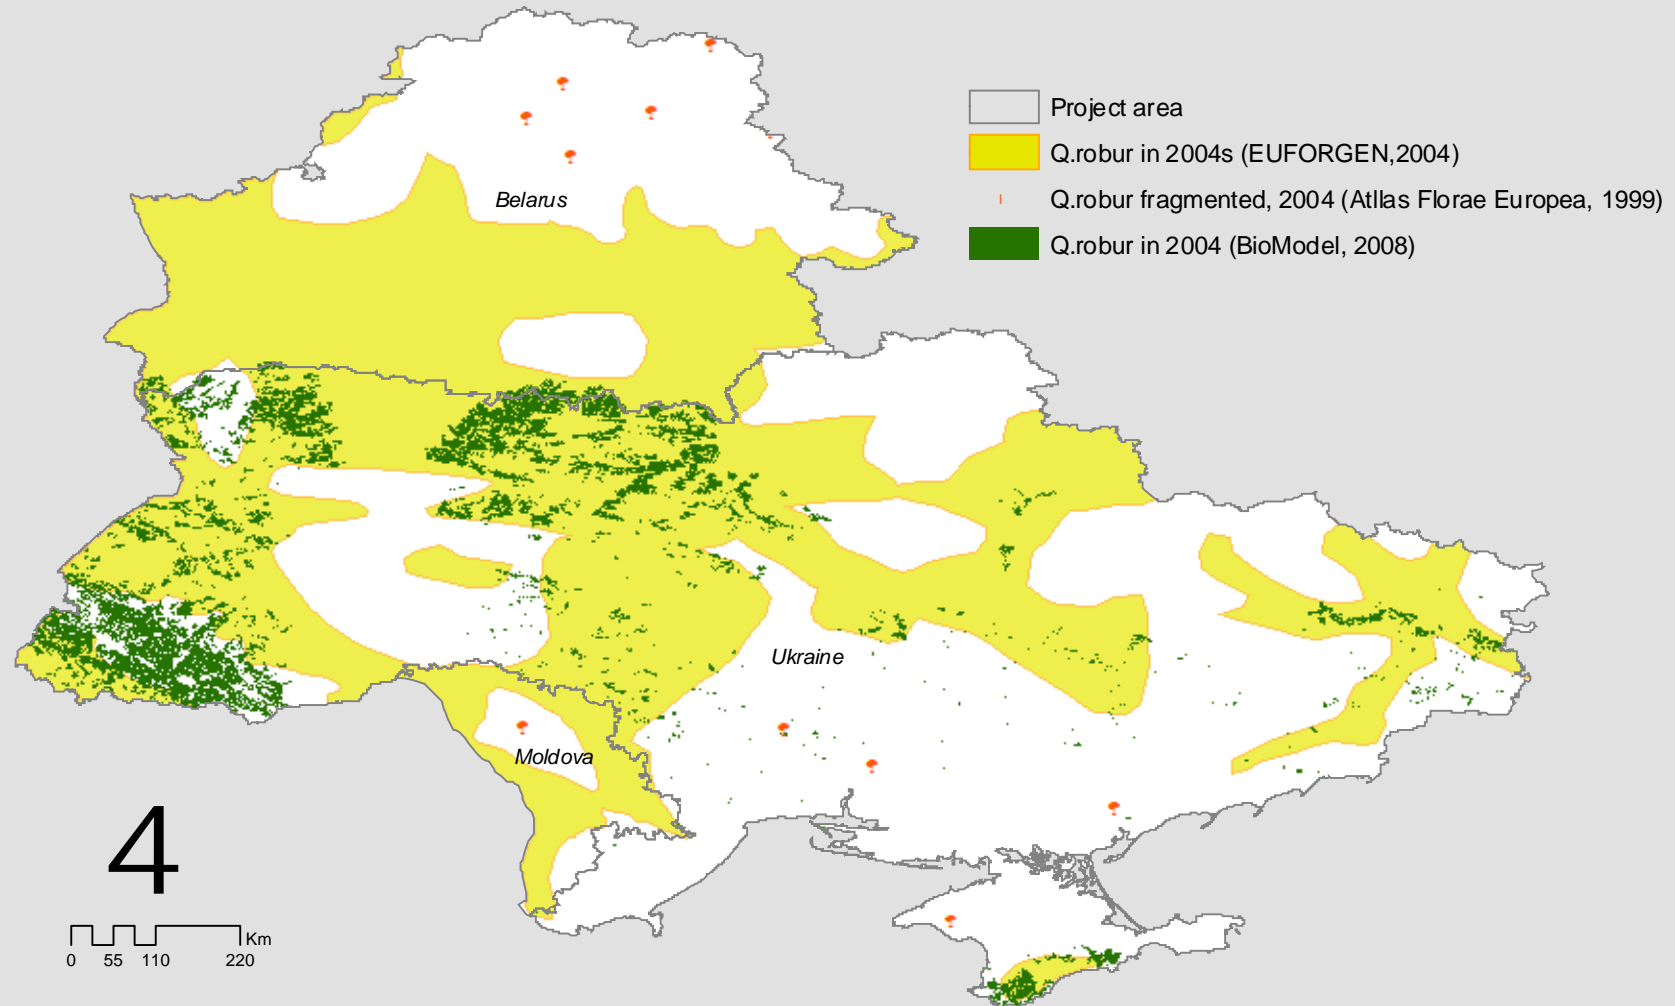 Project area
Q.robur in 2004s (EUFORGEN,2004)
Q.robur fragmented, 2004 (Atllas Florae Europea, 1999)
Q.robur in 2004 (BioModel, 2008)
Belarus
Ukraine
Moldova
4
Km
0 55 110 220